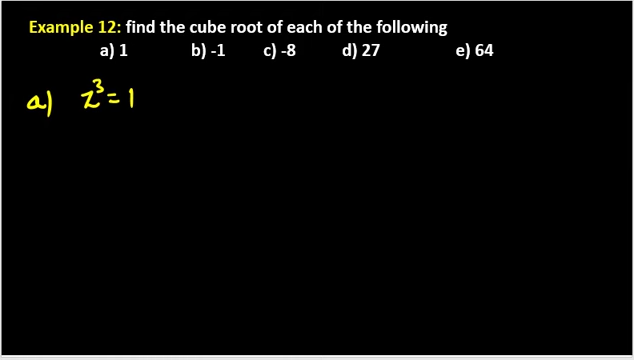 Example 12: find the cube root of each of the following
a) 1 b) -1 c) -8 d) 27 e) 64
a) z³ = 1